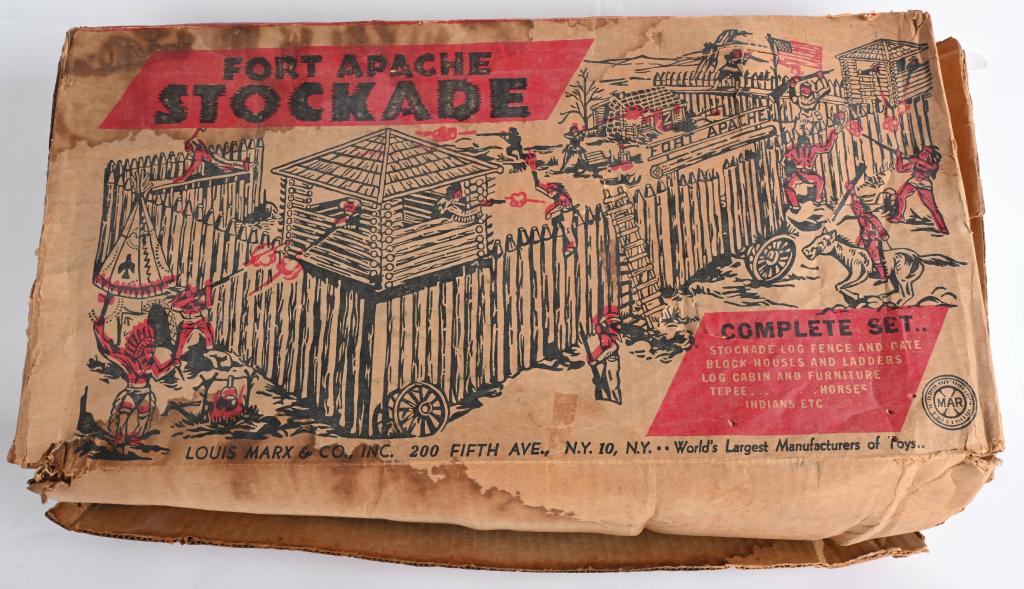 FORT APACHE
STOCKADE
FORT APACHE
COMPLETE SET..
STOCKADE LOG FENCE AND GATE
BLOCK HOUSES AND LADDERS
LOG CABIN AND FURNITURE
TEPEE... HORSES
INDIANS ETC
MAR
LOUIS MARX & CO., INC. 200 FIFTH AVE., N.Y. 10, N.Y. •• World's Largest Manufacturers of Toys..